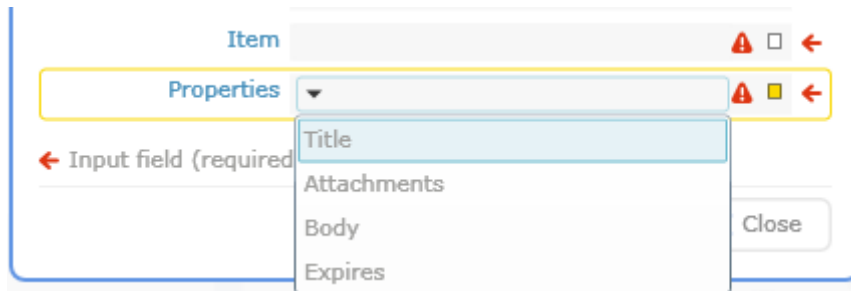 Item
Properties
Title
Input field (required
Attachments
Body
Close
Expires